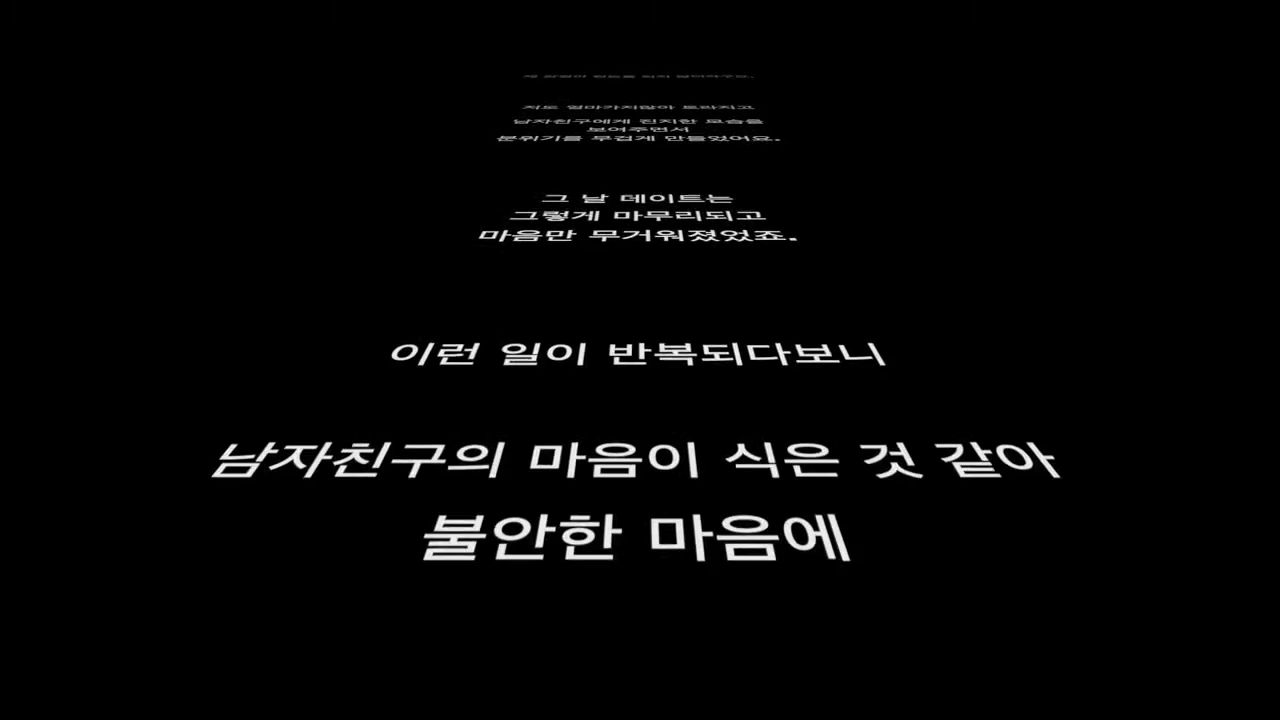 저도 얼마가지않아 토라지고
남자친구에게 진지한 모습을
보여주면서
분위기를 무겁게 만들었어요.
그 날 데이트는
그렇게 마무리되고
마음만 무거워졌었죠.
이런 일이 반복되다보니
남자친구의 마음이 식은 것 같아
불안한 마음에